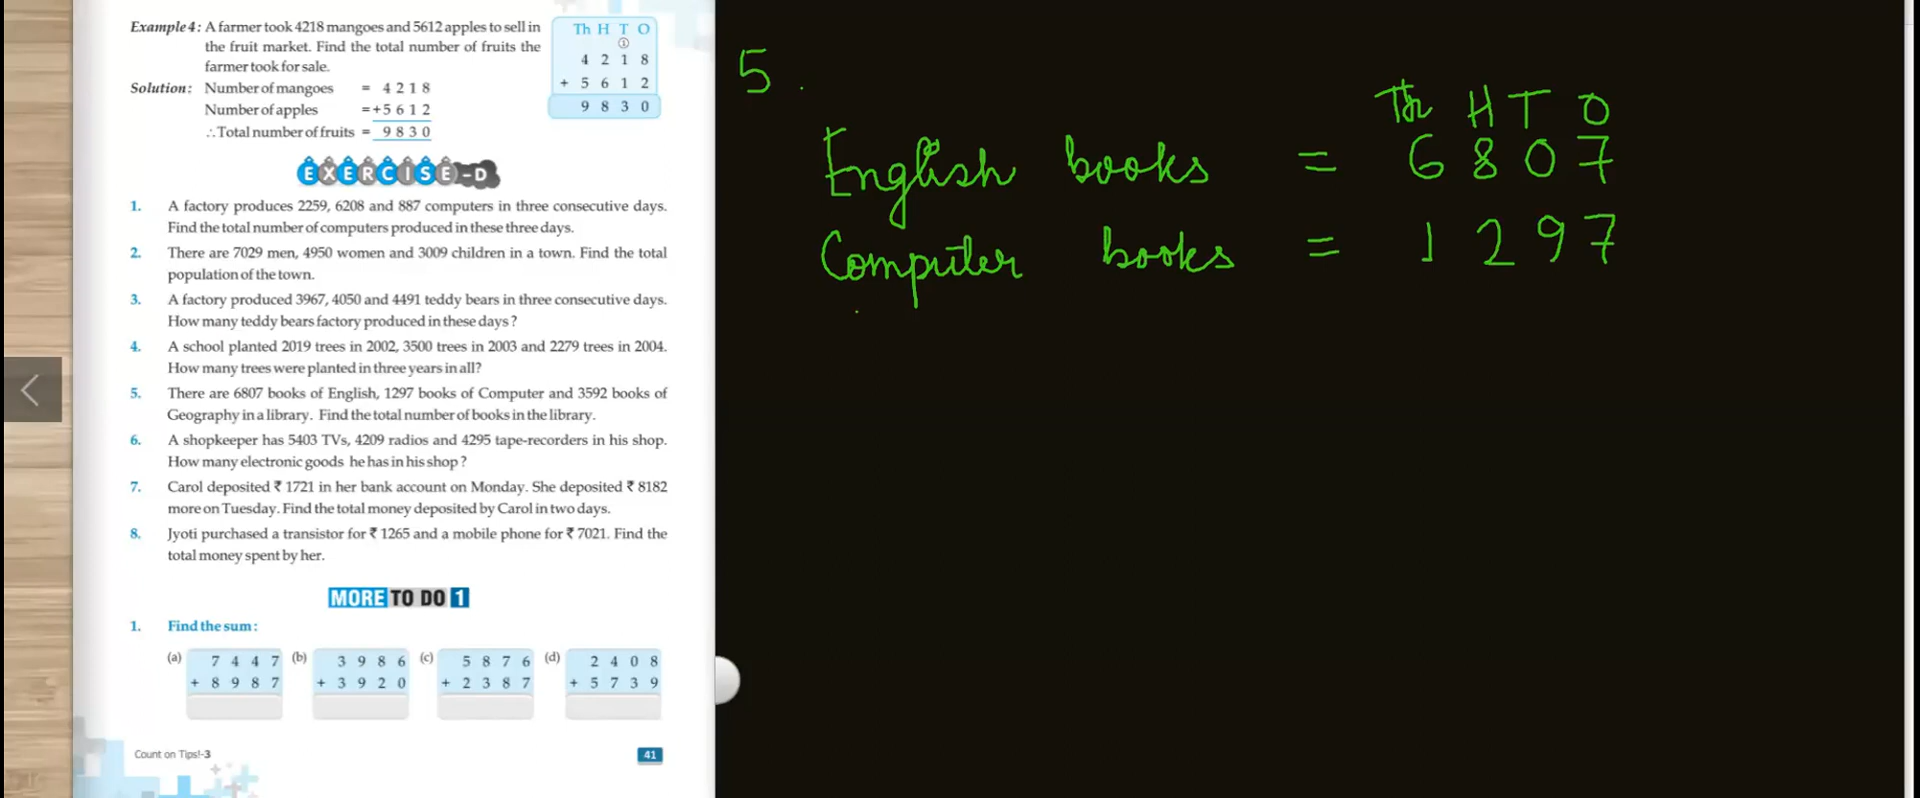 Example 4 : A farmer took 4218 mangoes and 5612 apples to sell in
the fruit market. Find the total number of fruits the
farmer took for sale.
Solution : Number of mangoes = 4 2 1 8
Number of apples =+5 6 1 2
∴Total number of fruits = 9 8 3 0
Th H T O
①
4 2 1 8
+ 5 6 1 2
9 8 3 0
EXERCISE-D
1. A factory produces 2259, 6208 and 887 computers in three consecutive days.
Find the total number of computers produced in these three days.
2. There are 7029 men, 4950 women and 3009 children in a town. Find the total
population of the town.
3. A factory produced 3967, 4050 and 4491 teddy bears in three consecutive days.
How many teddy bears factory produced in these days ?
4. A school planted 2019 trees in 2002, 3500 trees in 2003 and 2279 trees in 2004.
How many trees were planted in three years in all?
5. There are 6807 books of English, 1297 books of Computer and 3592 books of
Geography in a library. Find the total number of books in the library.
6. A shopkeeper has 5403 TVs, 4209 radios and 4295 tape-recorders in his shop.
How many electronic goods he has in his shop ?
7. Carol deposited ₹ 1721 in her bank account on Monday. She deposited ₹ 8182
more on Tuesday. Find the total money deposited by Carol in two days.
8. Jyoti purchased a transistor for ₹ 1265 and a mobile phone for ₹ 7021. Find the
total money spent by her.
MORE TO DO 1
1. Find the sum :
(a) 7 4 4 7 (b) 3 9 8 6 (c) 5 8 7 6 (d) 2 4 0 8
+ 8 9 8 7 + 3 9 2 0 + 2 3 8 7 + 5 7 3 9
Count on Tips!-3
41
5.
Th H T O
English books = 6 8 0 7
Computer books = 1 2 9 7